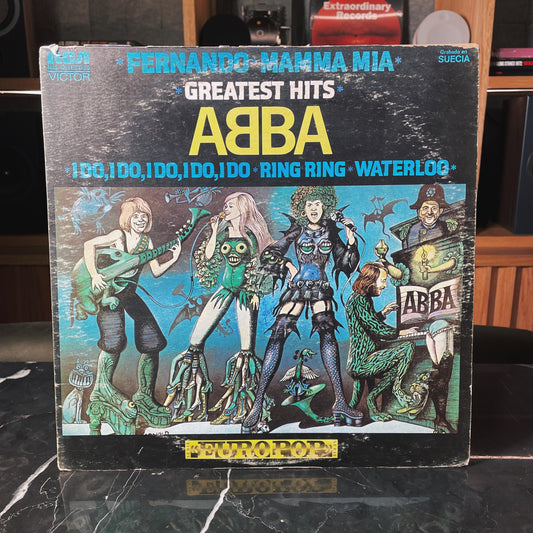 Extraordinary
Records
RCA
VICTOR
Grabado en
SUECIA
*FERNANDO*MAMMA MIA*
*GREATEST HITS*
ABBA
*I DO, I DO, I DO, I DO, I DO*RING RING*WATERLOO*
ABBA
EUROPOP